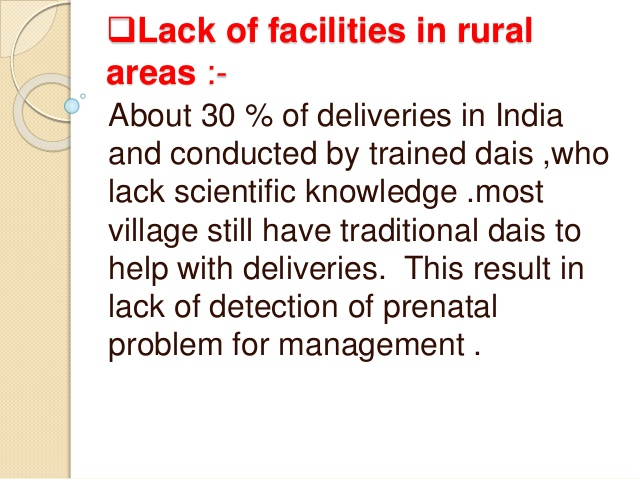 ❑Lack of facilities in rural
areas :-
About 30 % of deliveries in India
and conducted by trained dais ,who
lack scientific knowledge .most
village still have traditional dais to
help with deliveries.  This result in
lack of detection of prenatal
problem for management .